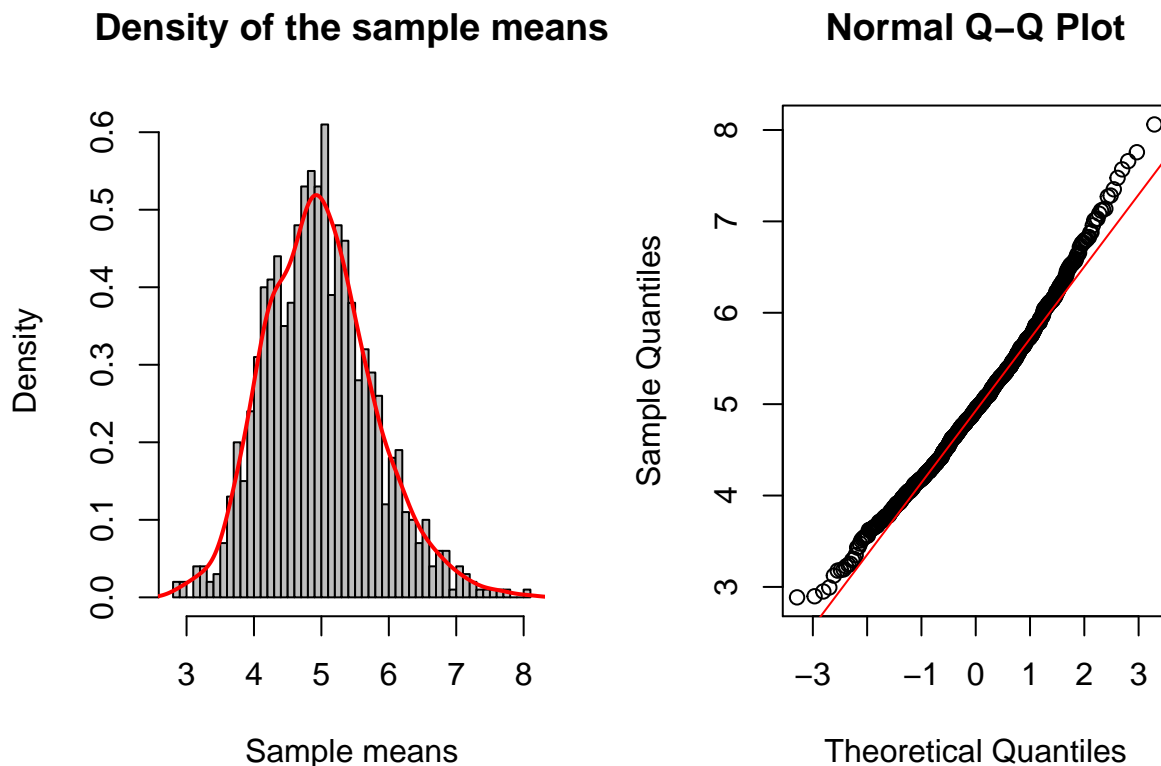 Density of the sample means
Density
0.0 0.1 0.2 0.3 0.4 0.5 0.6
3 4 5 6 7 8
Sample means
Normal Q−Q Plot
Sample Quantiles
3 4 5 6 7 8
−3 −1 0 1 2 3
Theoretical Quantiles